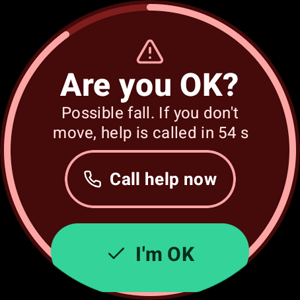 Are you OK?
Possible fall. If you don't
move, help is called in 54 s
Call help now
I'm OK